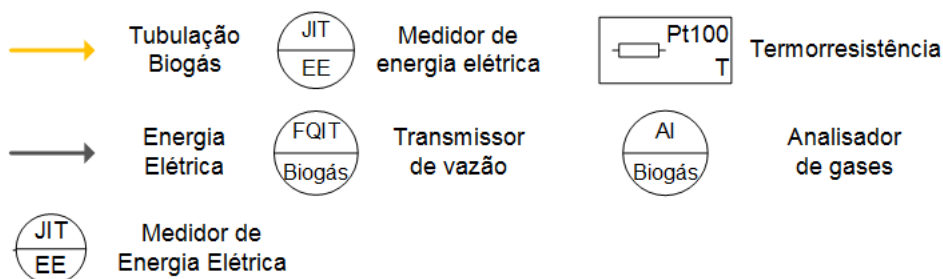 Tubulação
Biogás
JIT
EE
Medidor de
energia elétrica
Pt100
T
Termorresistência
Energia
Elétrica
FQIT
Biogás
Transmissor
de vazão
AI
Biogás
Analisador
de gases
JIT
EE
Medidor de
Energia Elétrica